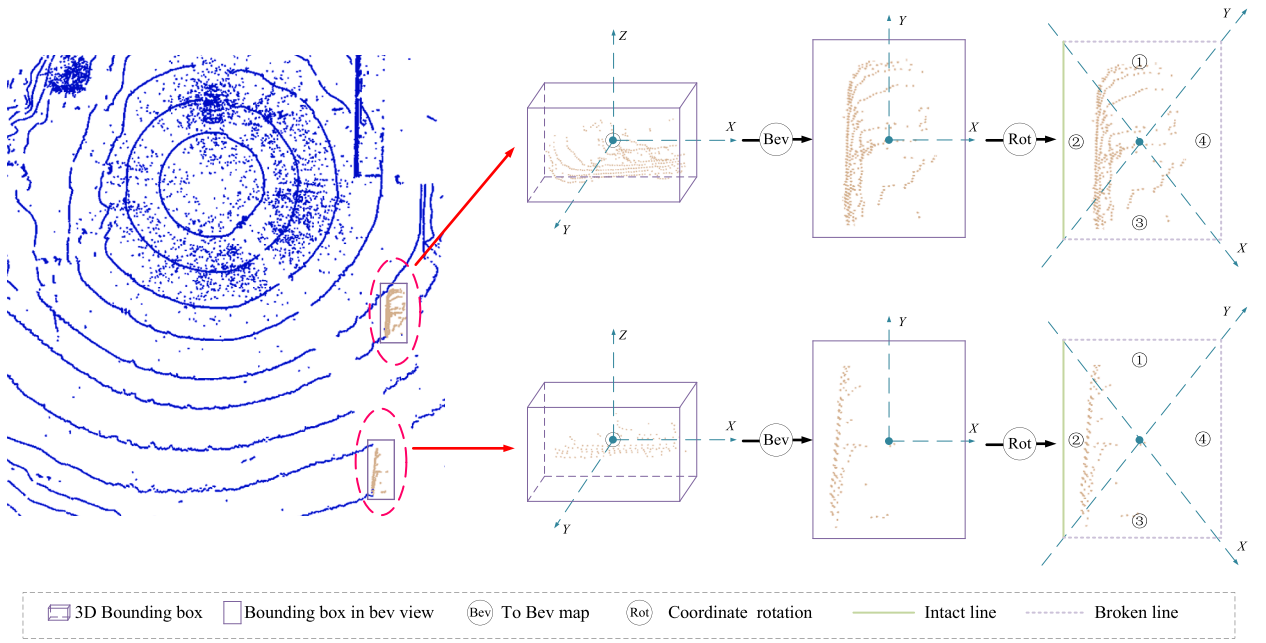 Z
X
Y
Bev
Y
X
Rot
Y
X
①
②
③
④
Z
X
Y
Bev
Y
X
Rot
Y
X
①
②
③
④
3D Bounding box
Bounding box in bev view
Bev To Bev map
Rot Coordinate rotation
Intact line
Broken line